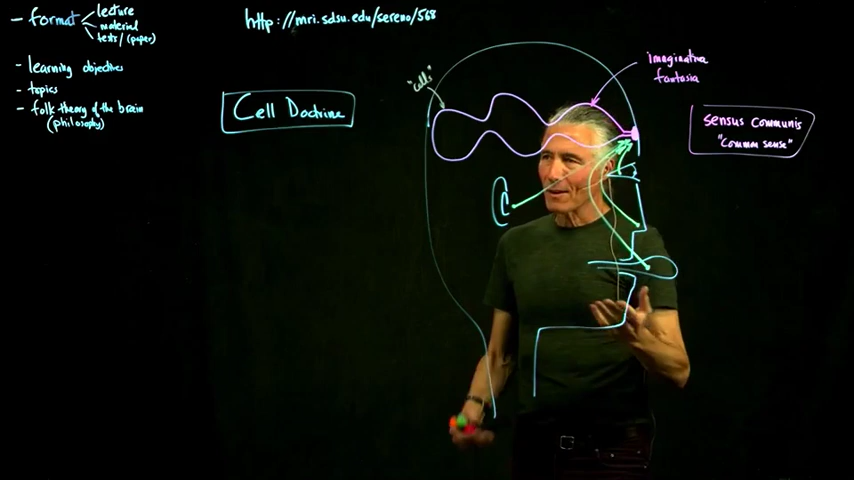 - format
lecture
material
tests/(paper)
- learning objectives
- topics
- folk theory of the brain
(philosophy)
http://mri.sdsu.edu/sereno/568
Cell Doctrine
"cells"
imaginativa
fantasia
sensus communis
"Common sense"